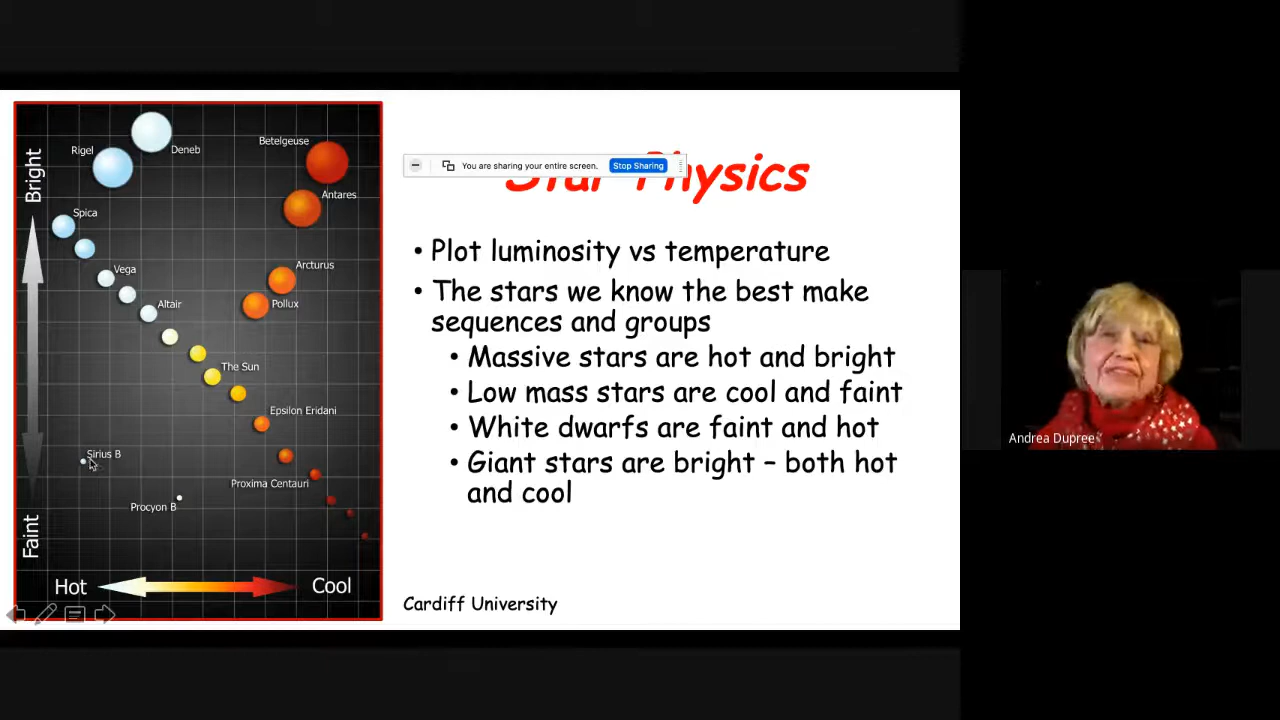 Bright
Faint
Rigel
Deneb
Betelgeuse
Antares
Spica
Vega
Altair
Arcturus
Pollux
The Sun
Epsilon Eridani
Sirius B
Proxima Centauri
Procyon B
Hot
Cool
You are sharing your entire screen.
Stop Sharing
Star Physics
• Plot luminosity vs temperature
• The stars we know the best make
sequences and groups
• Massive stars are hot and bright
• Low mass stars are cool and faint
• White dwarfs are faint and hot
• Giant stars are bright – both hot
and cool
Cardiff University
Andrea Dupree